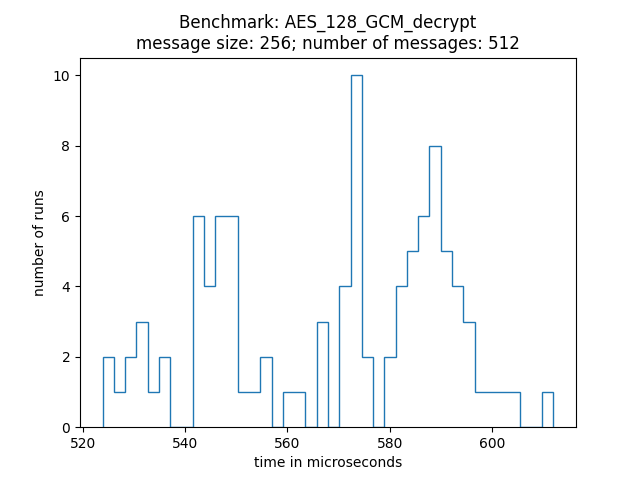 Benchmark: AES_128_GCM_decrypt
message size: 256; number of messages: 512
10
8
6
4
2
0
number of runs
520 540 560 580 600
time in microseconds